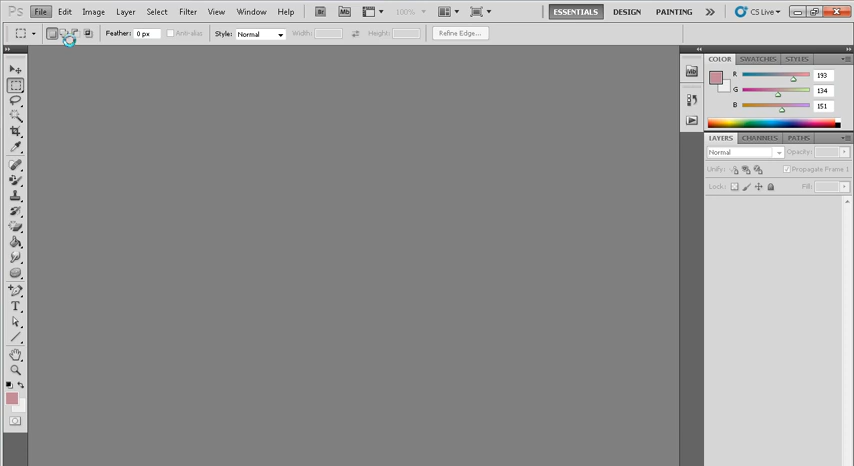 Ps File Edit Image Layer Select Filter View Window Help Br Mb 100% ESSENTIALS DESIGN PAINTING CS Live
Feather: 0 px Anti-alias Style: Normal Width: Height: Refine Edge...
COLOR SWATCHES STYLES
R 193
G 134
B 151
LAYERS CHANNELS PATHS
Normal Opacity:
Unify: Propagate Frame 1
Lock: Fill:
T